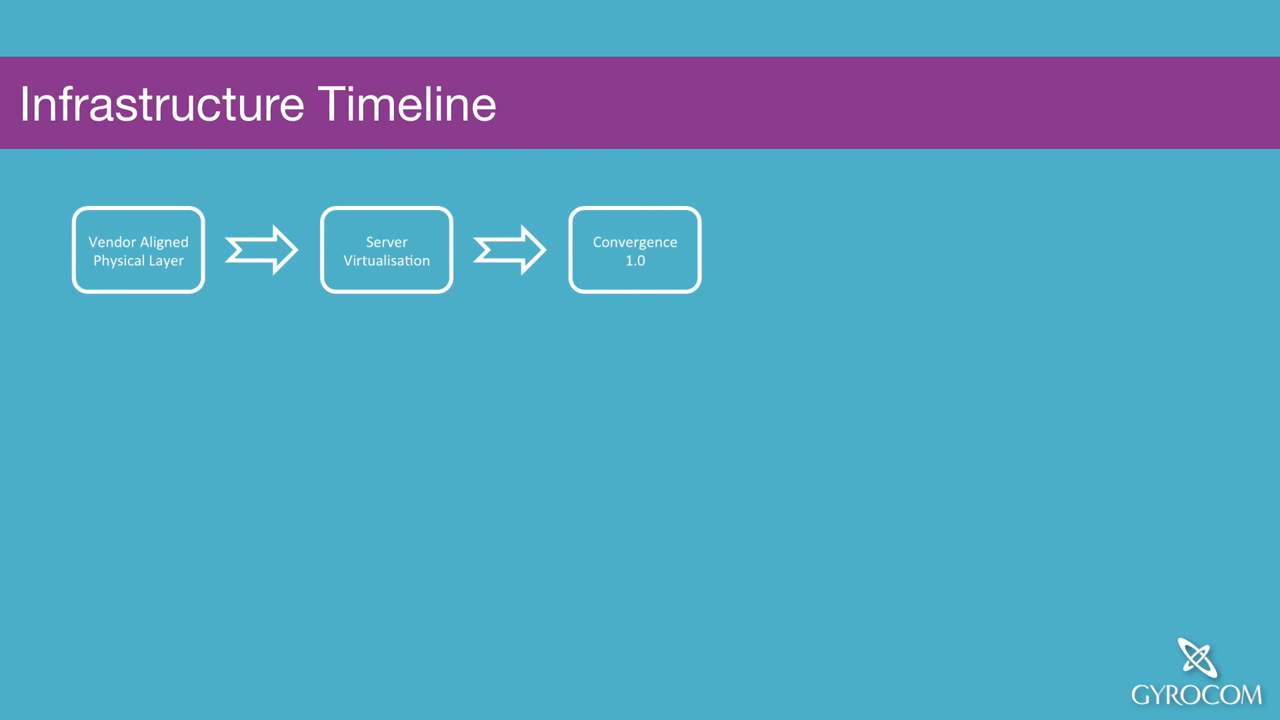 Infrastructure Timeline
Vendor Aligned
Physical Layer
Server
Virtualisation
Convergence
1.0
GYROCOM